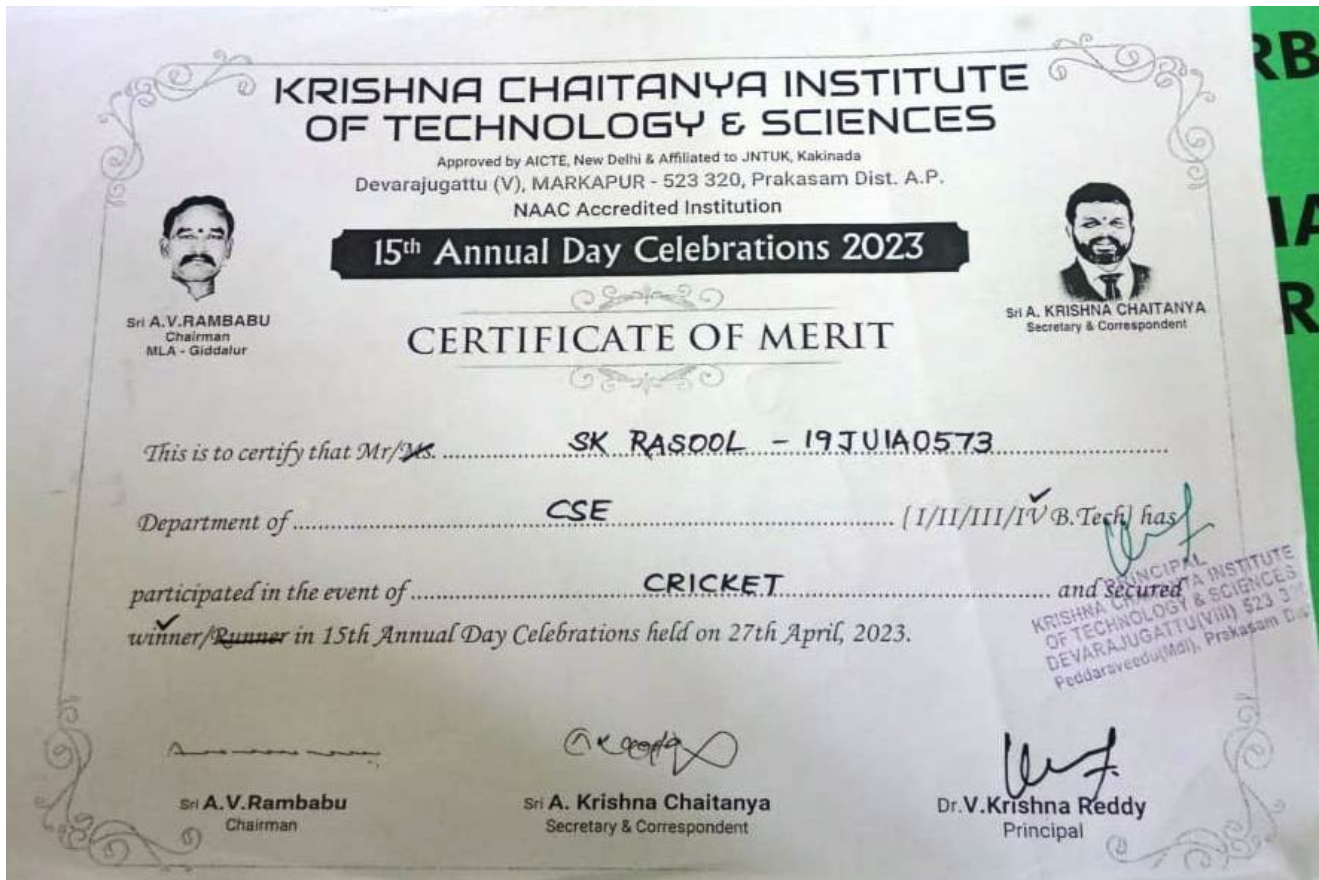 KRISHNA CHAITANYA INSTITUTE
OF TECHNOLOGY & SCIENCES
Approved by AICTE, New Delhi & Affiliated to JNTUK, Kakinada
Devarajugattu (V), MARKAPUR - 523 320, Prakasam Dist. A.P.
NAAC Accredited Institution
15th Annual Day Celebrations 2023
Sri A.V.RAMBABU
Chairman
MLA - Giddalur
Sri A. KRISHNA CHAITANYA
Secretary & Correspondent
CERTIFICATE OF MERIT
This is to certify that Mr/Ms. SK RASOOL - 19JU1A0573
Department of CSE [I/II/III/IV B.Tech] has
participated in the event of CRICKET and secured
winner/Runner in 15th Annual Day Celebrations held on 27th April, 2023.
PRINCIPAL
KRISHNA CHAITANYA INSTITUTE
OF TECHNOLOGY & SCIENCES
DEVARAJUGATTU(Vill) 523 3
Peddaraveedu(Mdl), Prakasam
Sri A.V.Rambabu
Chairman
Sri A. Krishna Chaitanya
Secretary & Correspondent
Dr.V.Krishna Reddy
Principal
RB
IA
R